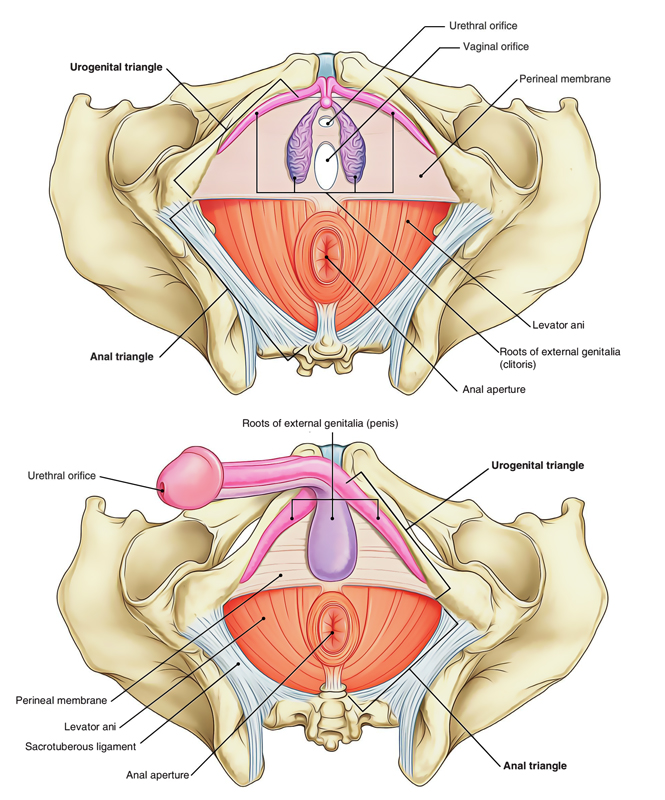 Urethral orifice
Vaginal orifice
Urogenital triangle
Perineal membrane
Levator ani
Roots of external genitalia
(clitoris)
Anal triangle
Anal aperture
Roots of external genitalia (penis)
Urethral orifice
Urogenital triangle
Perineal membrane
Levator ani
Sacrotuberous ligament
Anal aperture
Anal triangle